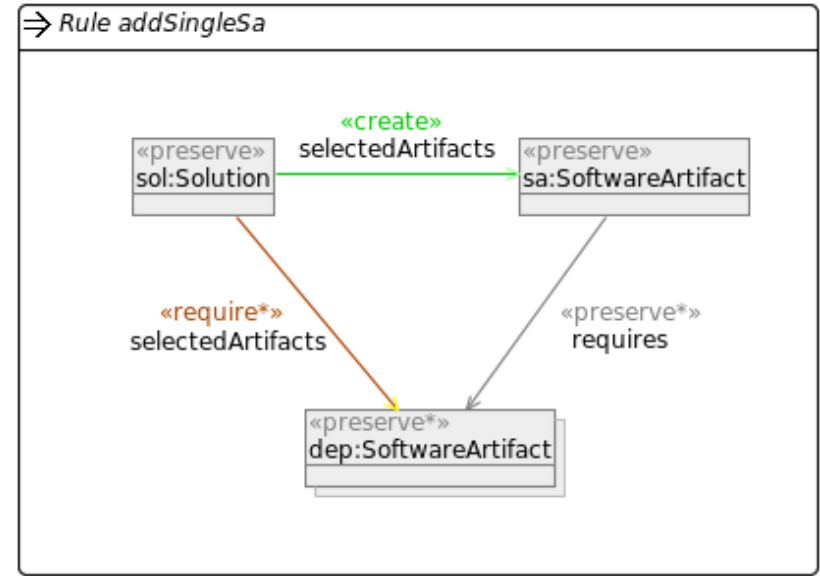 Rule addSingleSa
«create»
selectedArtifacts
«preserve»
sol:Solution
«preserve»
sa:SoftwareArtifact
«require*»
selectedArtifacts
«preserve*»
requires
«preserve*»
dep:SoftwareArtifact